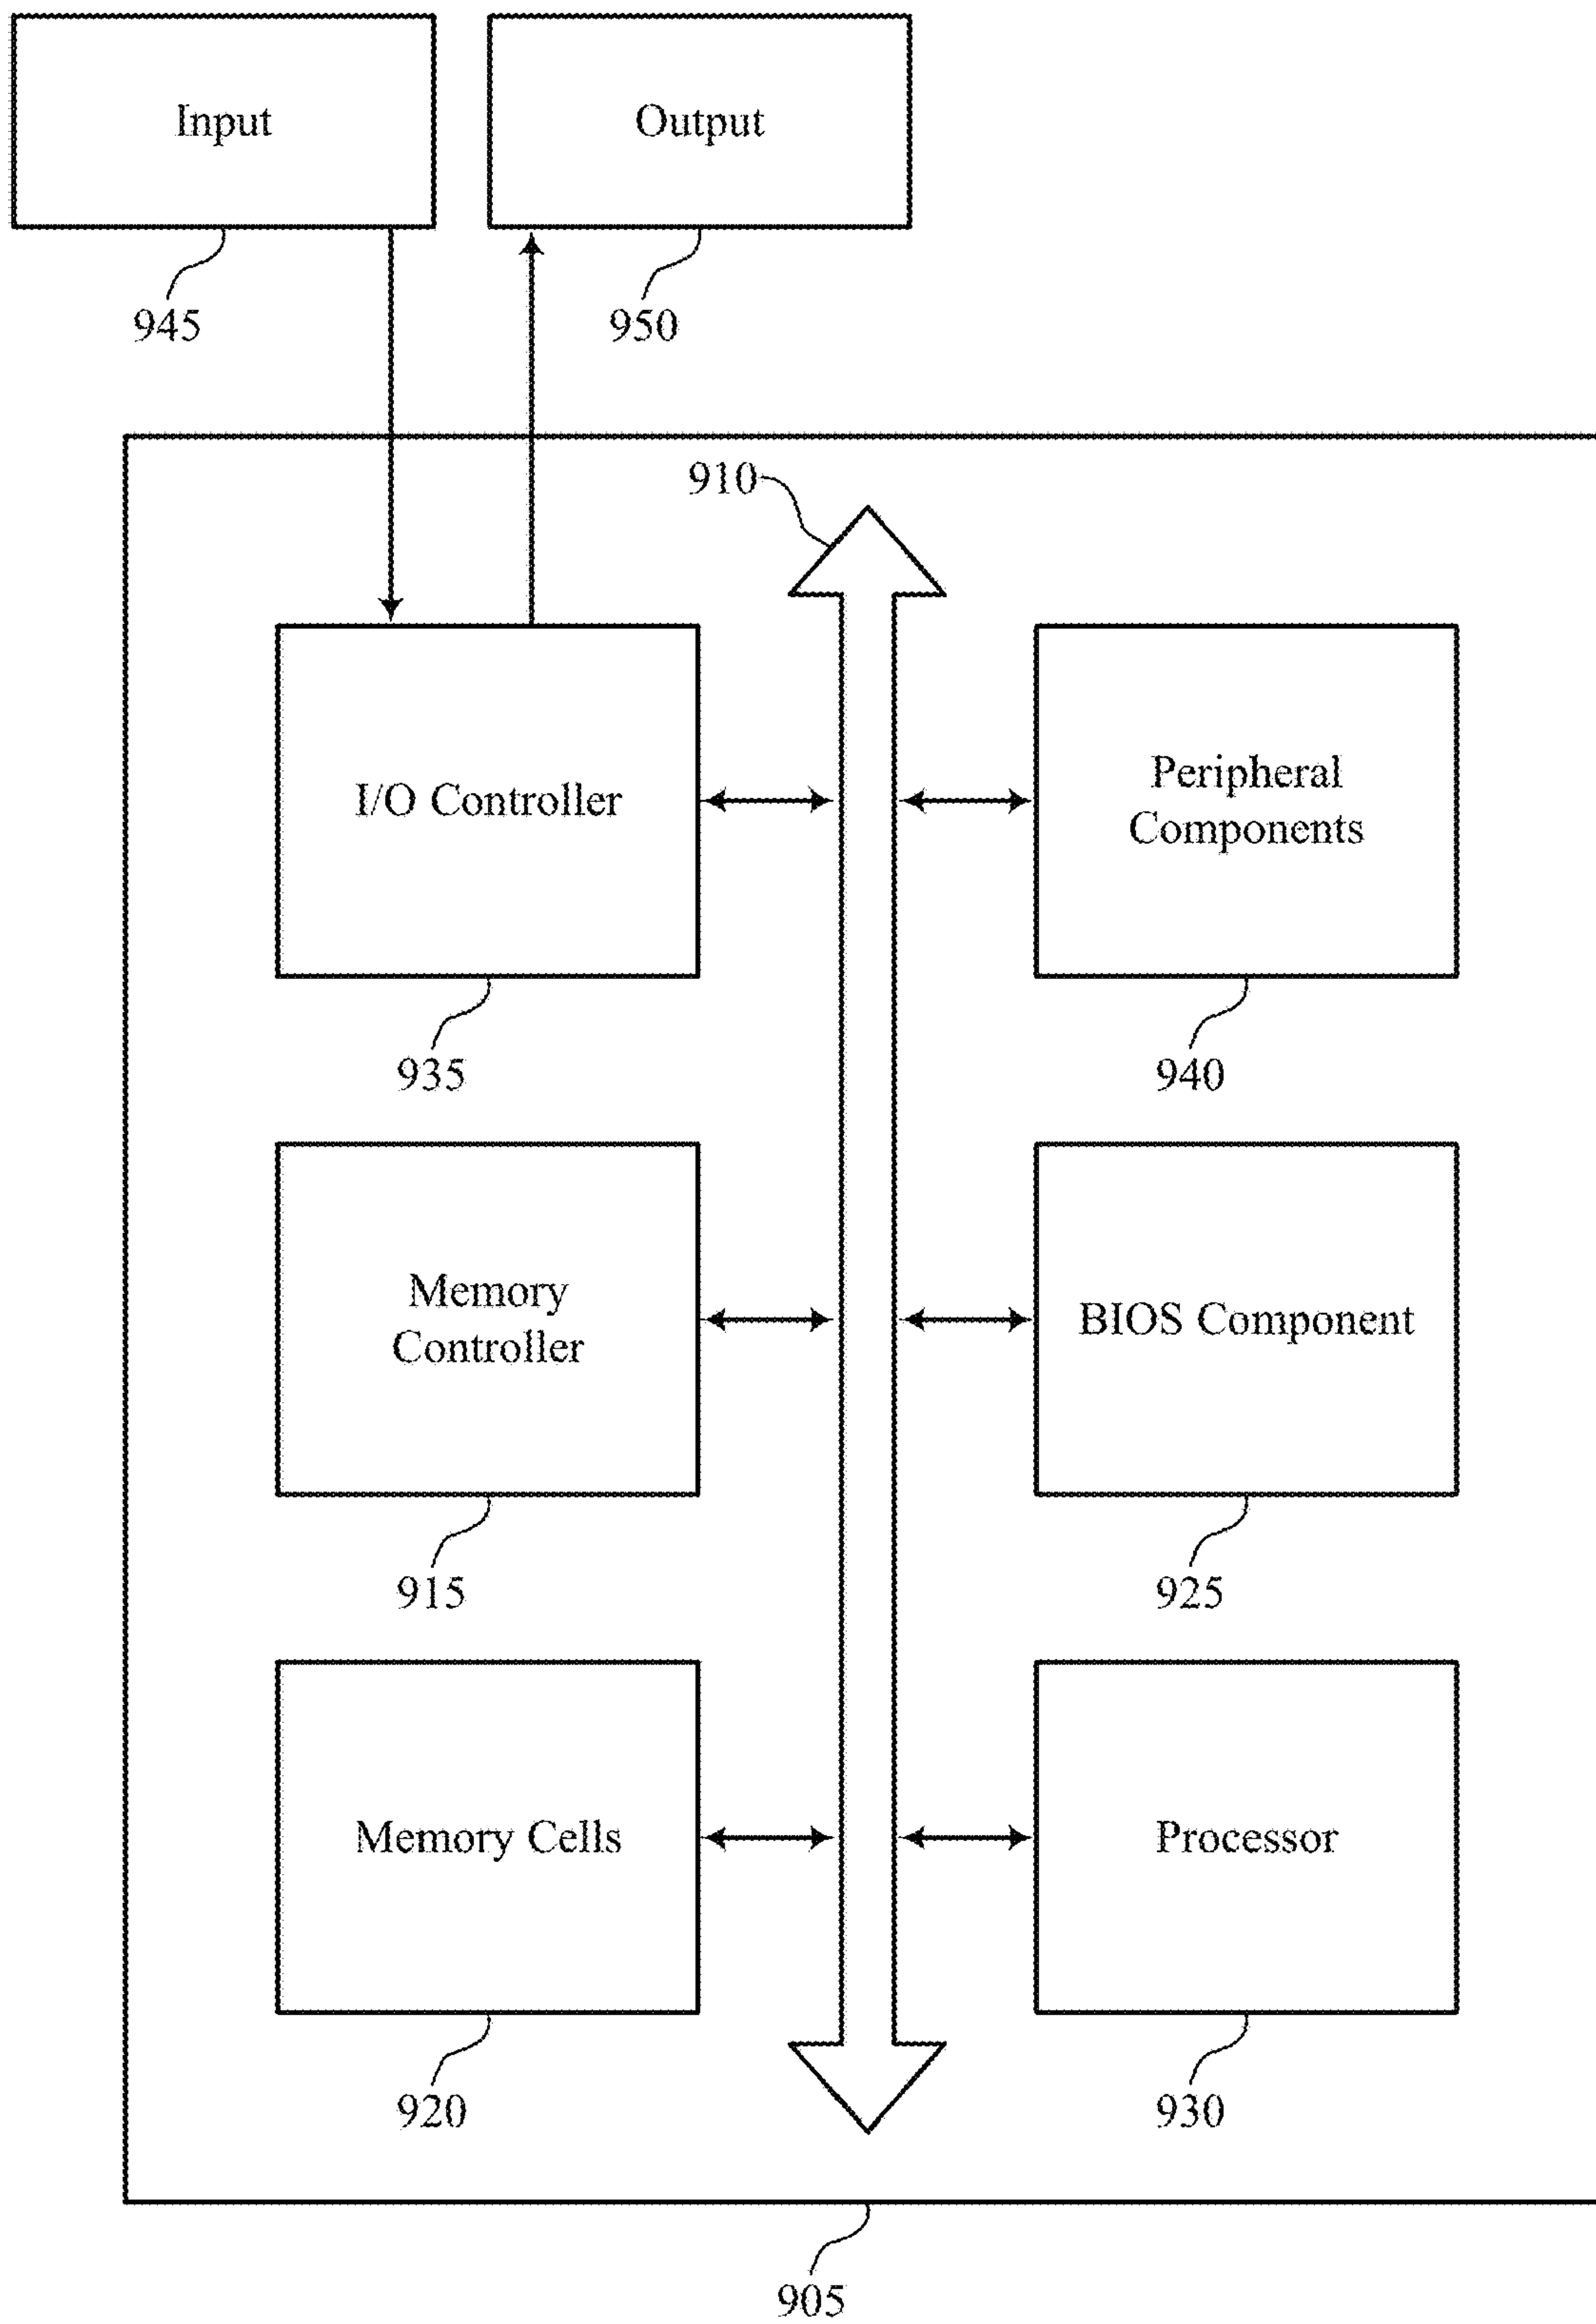 Input
Output
945
950
910
I/O Controller
Peripheral
Components
935
940
Memory
Controller
BIOS Component
915
925
Memory Cells
Processor
920
930
905